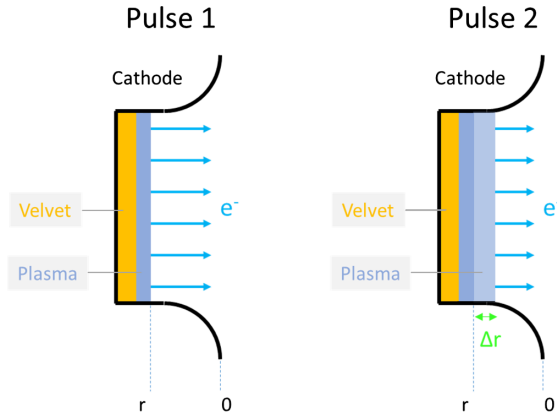 Pulse 1
Pulse 2
Cathode
Cathode
Velvet
e-
Velvet
e
Plasma
Plasma
Δr
r
0
r
0